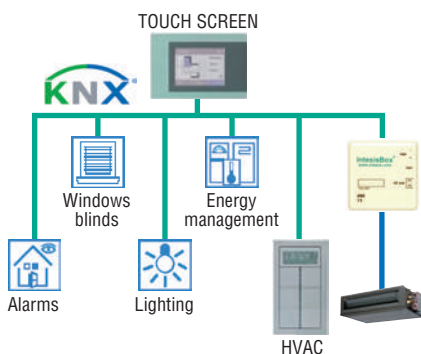 TOUCH SCREEN
KNX
IntesisBox
Windows
blinds
Energy
management
Alarms
Lighting
HVAC